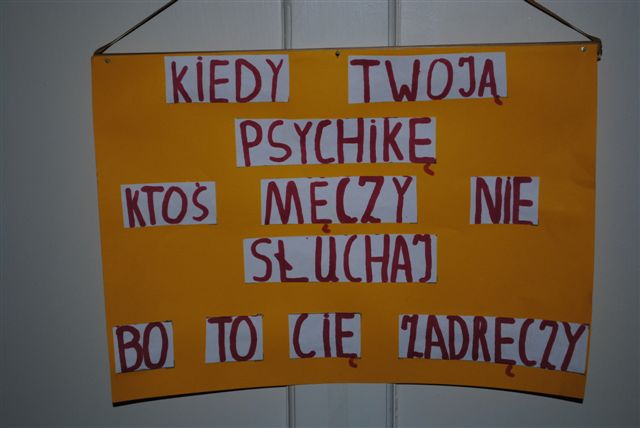 KIEDY TWOJĄ
PSYCHIKĘ
KTOŚ MĘCZY NIE
SŁUCHAJ
BO TO CIĘ ZADRĘCZY